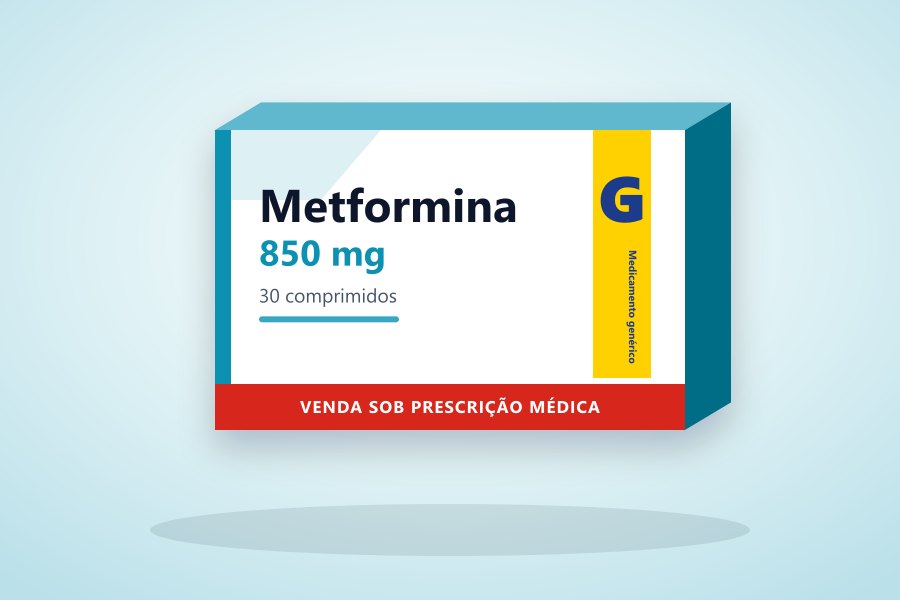 Metformina
850 mg
30 comprimidos
G
Medicamento genérico
VENDA SOB PRESCRIÇÃO MÉDICA